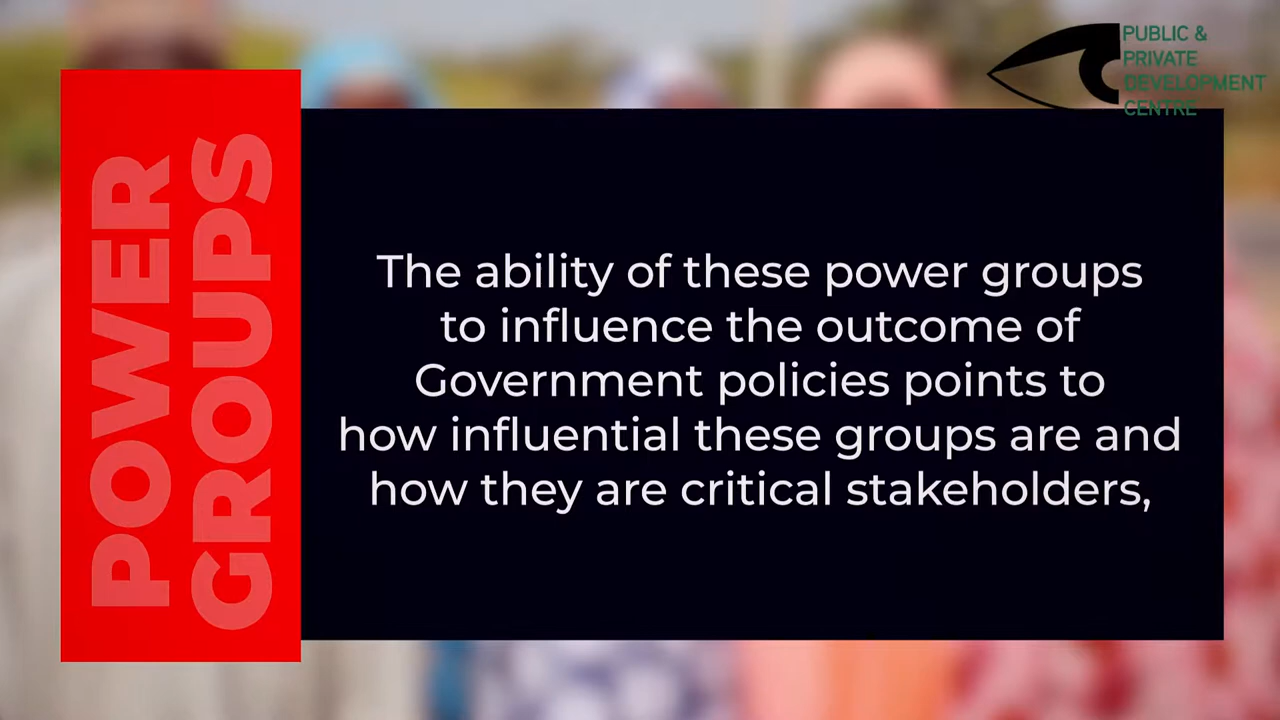 PUBLIC &
PRIVATE
DEVELOPMENT
CENTRE
POWER
GROUPS
The ability of these power groups
to influence the outcome of
Government policies points to
how influential these groups are and
how they are critical stakeholders,